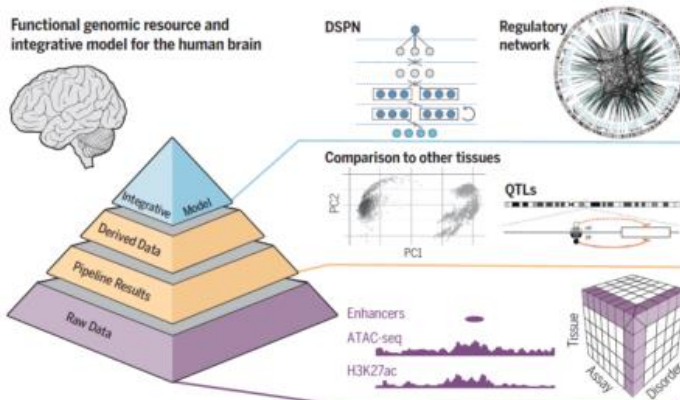 Functional genomic resource and
integrative model for the human brain
DSPN
Regulatory
network
Comparison to other tissues
PC2
PC1
QTLs
Integrative Model
Derived Data
Pipeline Results
Raw Data
Enhancers
ATAC-seq
H3K27ac
Tissue
Assay
Disorder